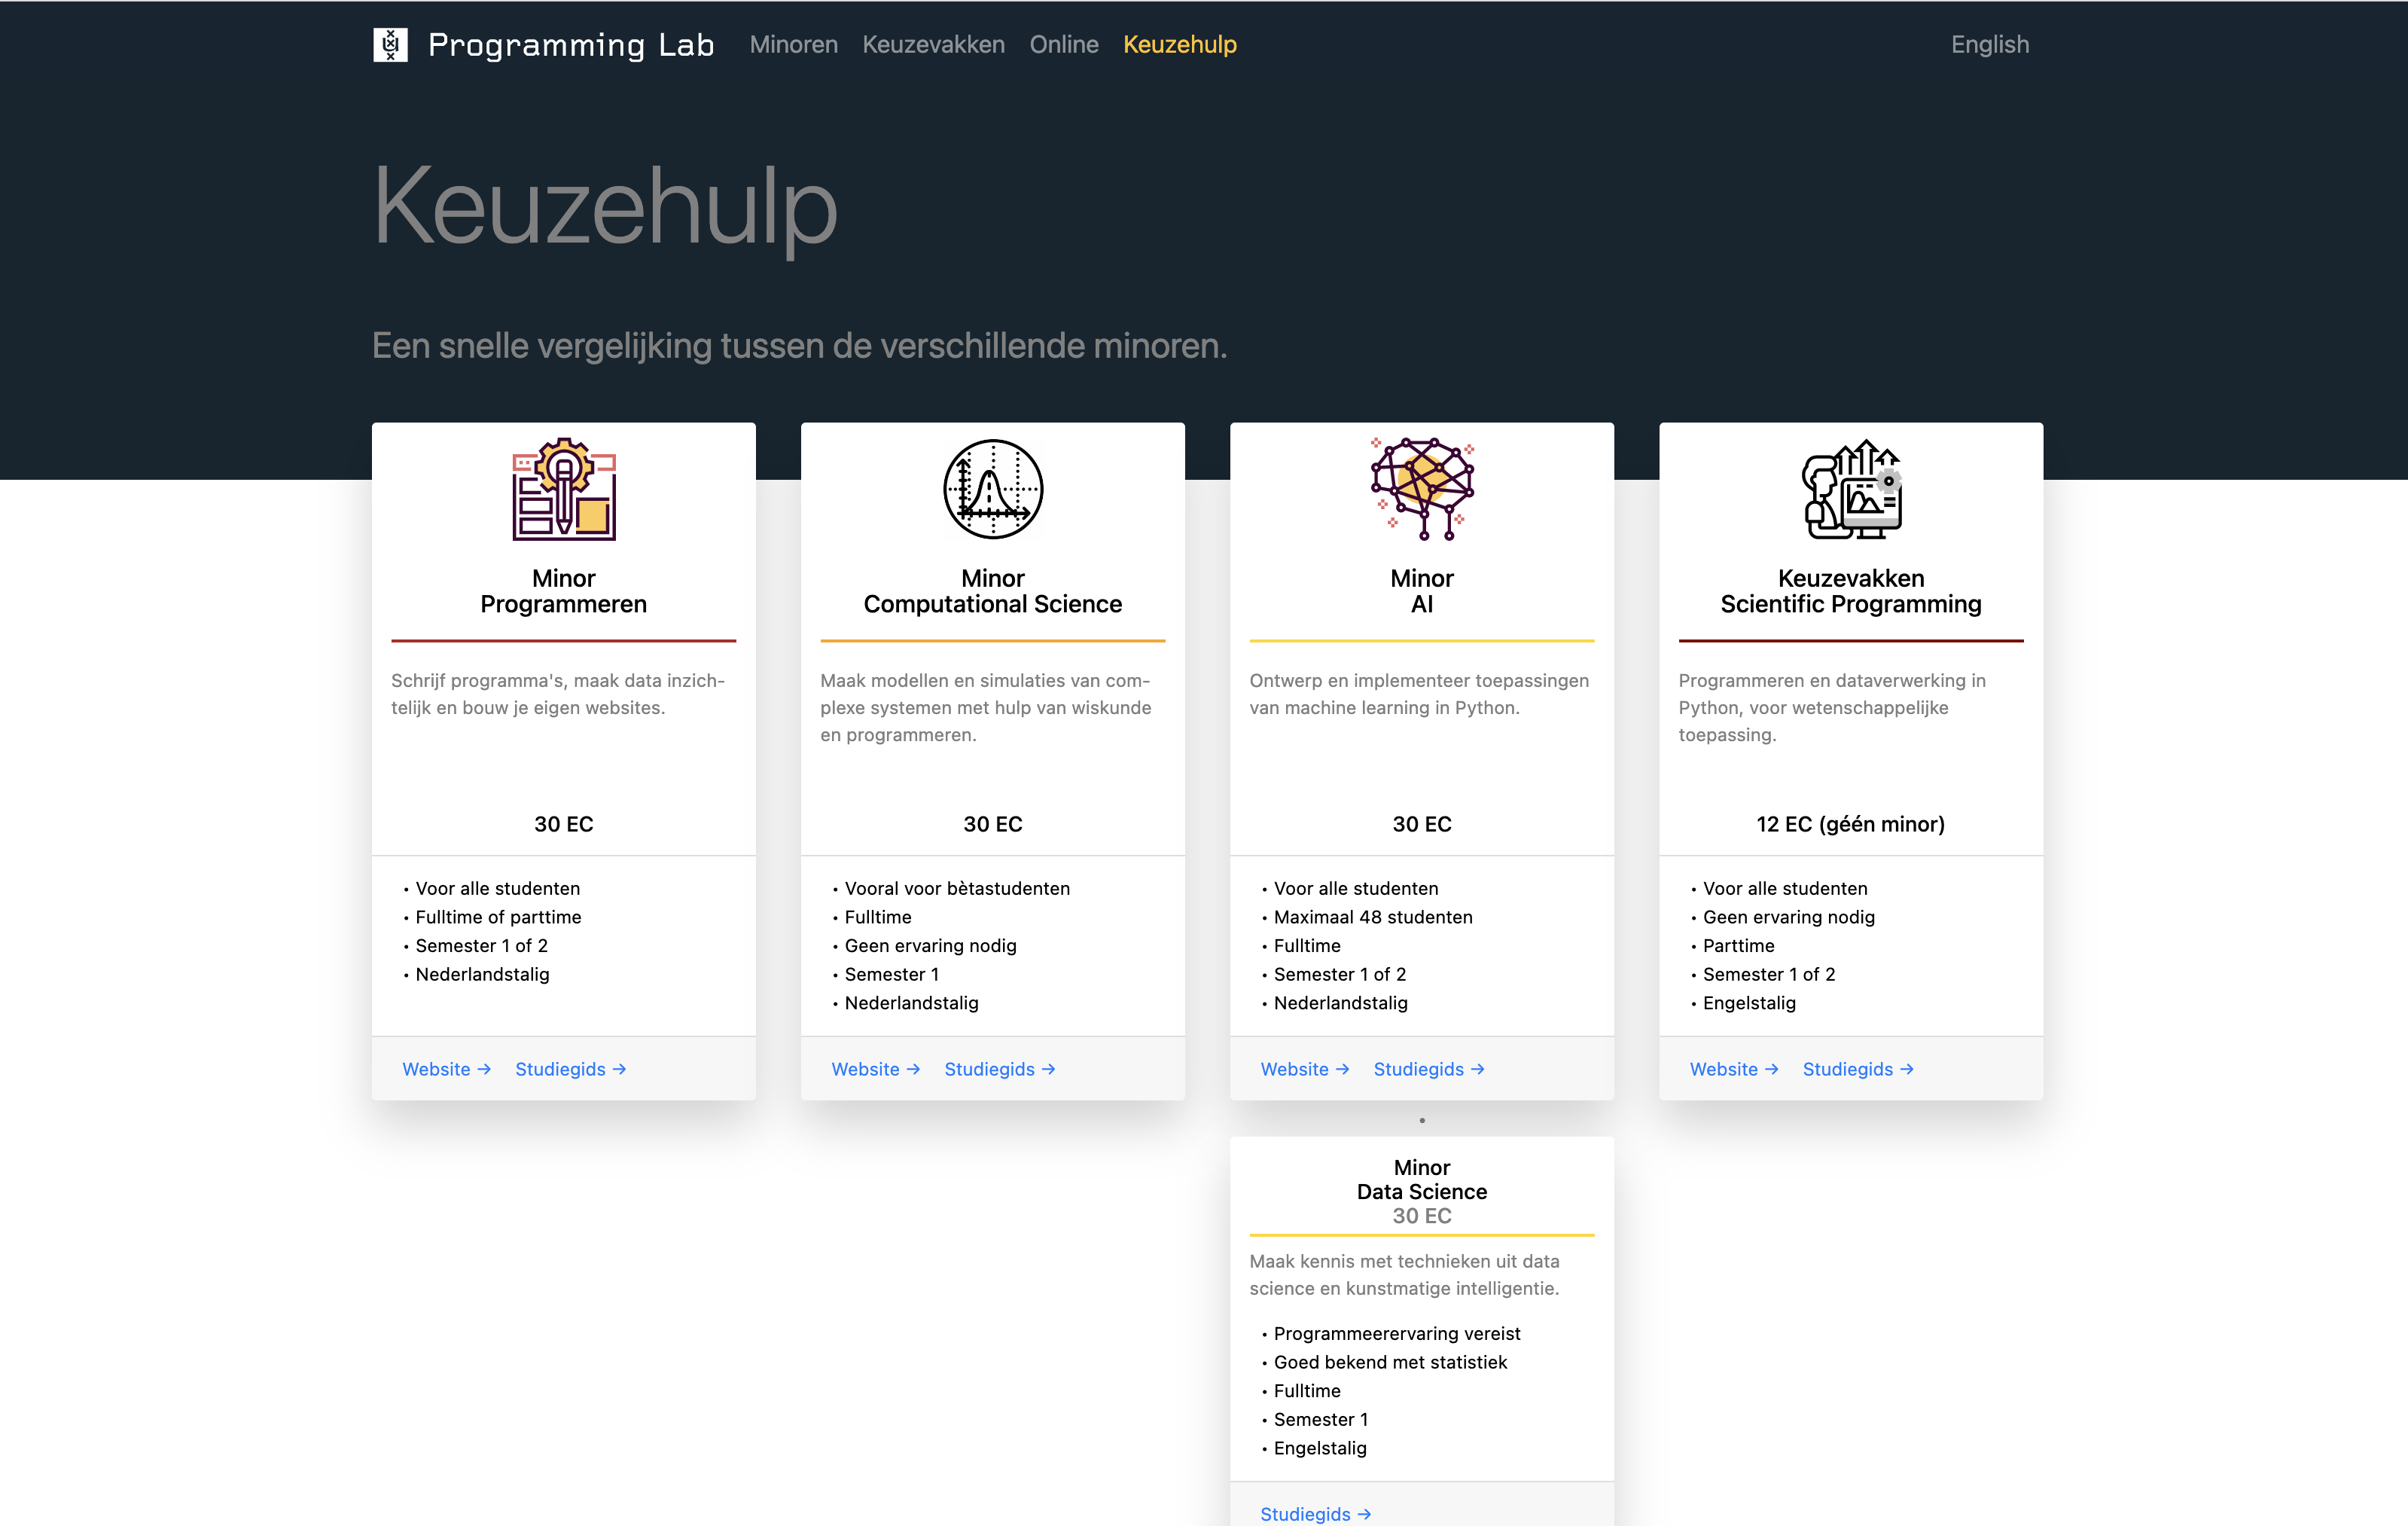 Programming Lab Minoren Keuzevakken Online Keuzehulp English
Keuzehulp
Een snelle vergelijking tussen de verschillende minoren.
Minor
Programmeren
Schrijf programma's, maak data inzich-
telijk en bouw je eigen websites.
30 EC
• Voor alle studenten
• Fulltime of parttime
• Semester 1 of 2
• Nederlandstalig
Website → Studiegids →
Minor
Computational Science
Maak modellen en simulaties van com-
plexe systemen met hulp van wiskunde
en programmeren.
30 EC
• Vooral voor bètastudenten
• Fulltime
• Geen ervaring nodig
• Semester 1
• Nederlandstalig
Website → Studiegids →
Minor
AI
Ontwerp en implementeer toepassingen
van machine learning in Python.
30 EC
• Voor alle studenten
• Maximaal 48 studenten
• Fulltime
• Semester 1 of 2
• Nederlandstalig
Website → Studiegids →
•
Minor
Data Science
30 EC
Maak kennis met technieken uit data
science en kunstmatige intelligentie.
• Programmeerervaring vereist
• Goed bekend met statistiek
• Fulltime
• Semester 1
• Engelstalig
Studiegids →
Keuzevakken
Scientific Programming
Programmeren en dataverwerking in
Python, voor wetenschappelijke
toepassing.
12 EC (géén minor)
• Voor alle studenten
• Geen ervaring nodig
• Parttime
• Semester 1 of 2
• Engelstalig
Website → Studiegids →